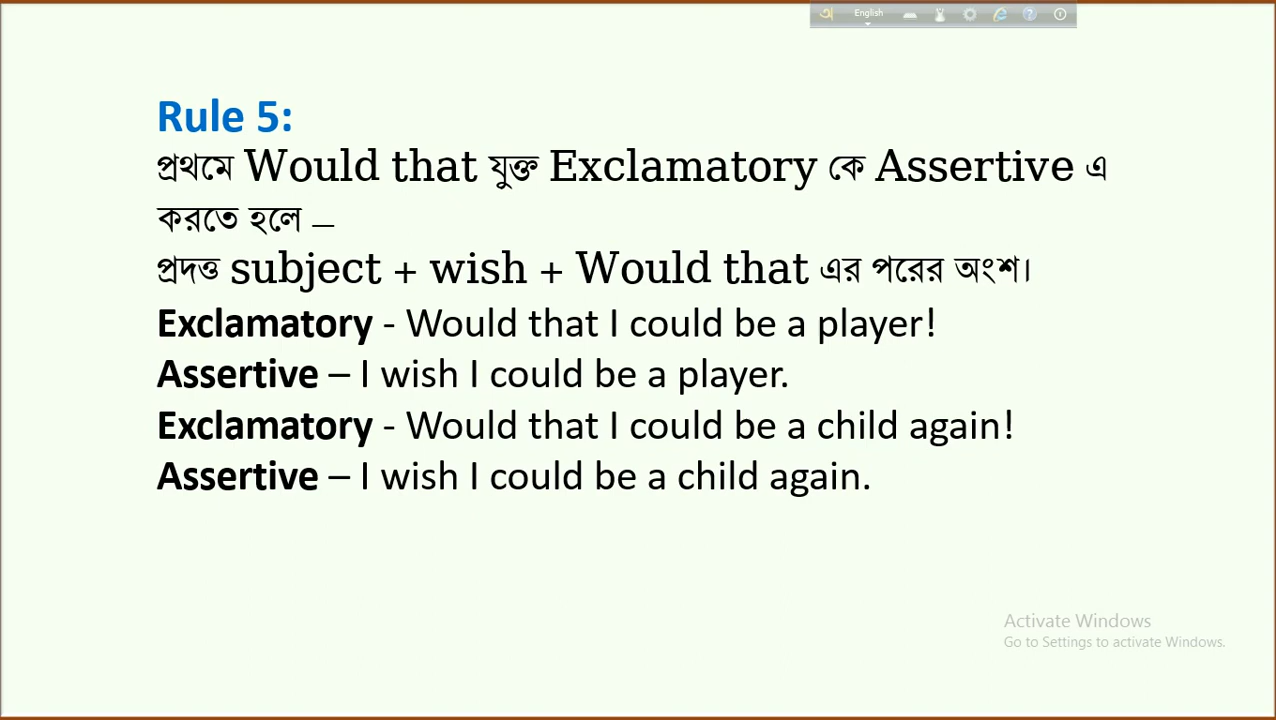 English
Rule 5:
প্রথমে Would that যুক্ত Exclamatory কে Assertive এ
করতে হলে –
প্রদত্ত subject + wish + Would that এর পরের অংশ।
Exclamatory - Would that I could be a player!
Assertive – I wish I could be a player.
Exclamatory - Would that I could be a child again!
Assertive – I wish I could be a child again.
Activate Windows
Go to Settings to activate Windows.